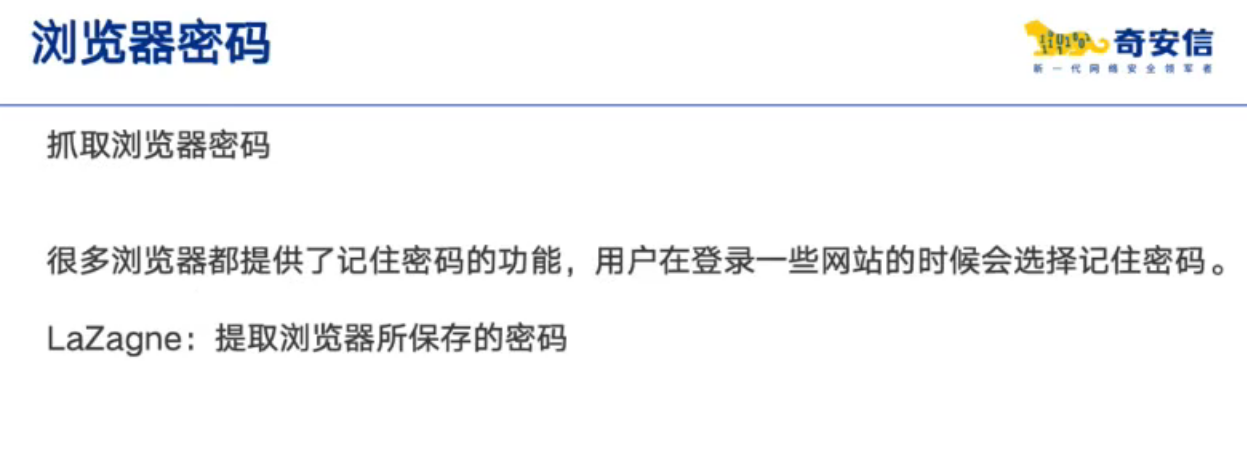 浏览器密码
奇安信
新一代网络安全领军者
抓取浏览器密码
很多浏览器都提供了记住密码的功能，用户在登录一些网站的时候会选择记住密码。
LaZagne：提取浏览器所保存的密码